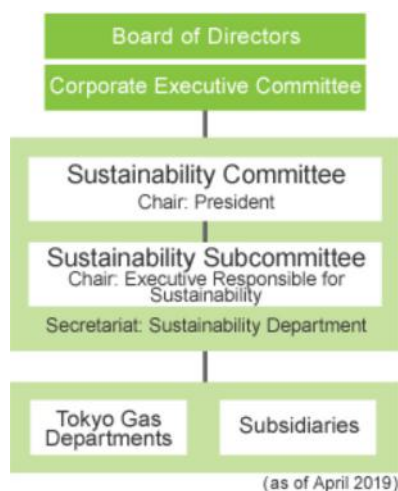 Board of Directors
Corporate Executive Committee
Sustainability Committee
Chair: President
Sustainability Subcommittee
Chair: Executive Responsible for
Sustainability
Secretariat: Sustainability Department
Tokyo Gas
Departments
Subsidiaries
(as of April 2019)